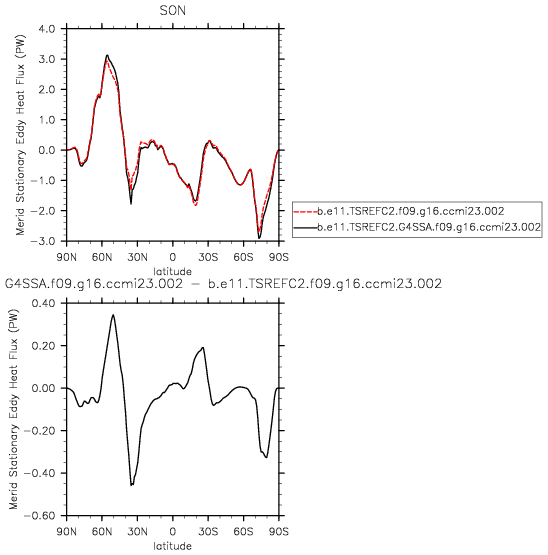 SON
4.0
3.0
2.0
1.0
0.0
−1.0
−2.0
−3.0
Merid Stationary Eddy Heat Flux (PW)
90N 60N 30N 0 30S 60S 90S
latitude
b.e11.TSREFC2.f09.g16.ccmi23.002
b.e11.TSREFC2.G4SSA.f09.g16.ccmi23.002
G4SSA.f09.g16.ccmi23.002 − b.e11.TSREFC2.f09.g16.ccmi23.002
0.40
0.20
0.00
−0.20
−0.40
−0.60
Merid Stationary Eddy Heat Flux (PW)
90N 60N 30N 0 30S 60S 90S
latitude